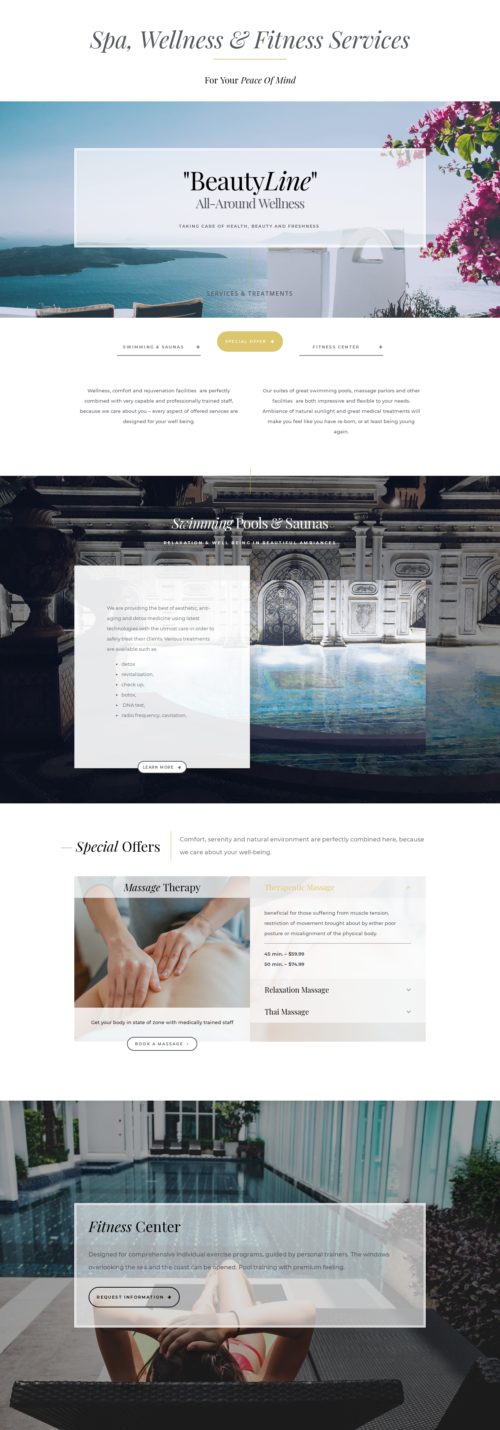 Spa, Wellness & Fitness Services
For Your Peace Of Mind
"BeautyLine"
All-Around Wellness
TAKING CARE OF HEALTH, BEAUTY AND FRESHNESS
SERVICES & TREATMENTS
SWIMMING & SAUNAS
SPECIAL OFFER
FITNESS CENTER
Wellness, comfort and rejuvenation facilities are perfectly
combined with very capable and professionally trained staff,
because we care about you – every aspect of offered services are
designed for your well being.
Our suites of great swimming pools, massage parlors and other
facilities are both impressive and flexible to your needs.
Ambience of natural sunlight and great medical treatments will
make you feel like you have re-born, or at least being young
again.
Swimming Pools & Saunas
RELAXATION & WELL BEING IN BEAUTIFUL AMBIANCES
We are providing the best of aesthetic, anti-
aging and detox medicine using latest
technologies with the utmost care in order to
safely treat their clients. Various treatments
are available such as
• detox
• revitalization,
• check up,
• botox,
• DNA test,
• radio frequency, cavitation,
LEARN MORE
— Special Offers
Comfort, serenity and natural environment are perfectly combined here, because
we care about your well-being.
Massage Therapy
Get your body in state of zone with medically trained staff
BOOK A MASSAGE
Therapeutic Massage
beneficial for those suffering from muscle tension,
restriction of movement brought about by either poor
posture or misalignment of the physical body.
45 min. – $59.99
90 min. – $74.99
Relaxation Massage
Thai Massage
Fitness Center
Designed for comprehensive individual exercise programs, guided by personal trainers. The windows
overlooking the sea and the coast can be opened. Pool training with premium feeling.
REQUEST INFORMATION